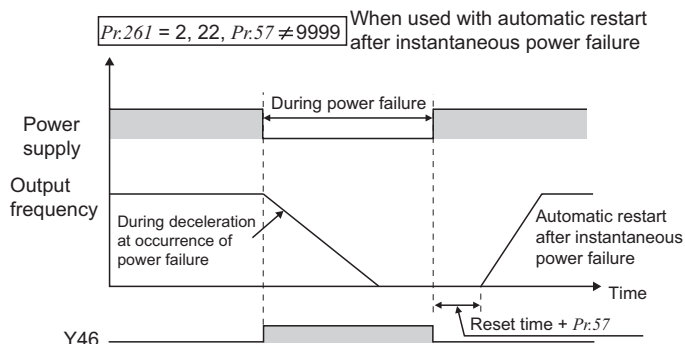 Pr.261 = 2, 22, Pr.57 ≠ 9999
When used with automatic restart
after instantaneous power failure
During power failure
Power
supply
Output
frequency
During deceleration
at occurrence of
power failure
Automatic restart
after instantaneous
power failure
Time
Reset time + Pr.57
Y46